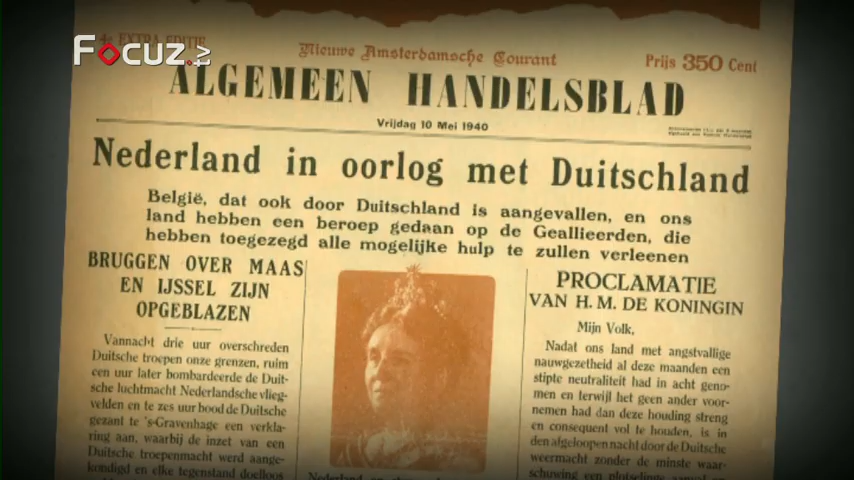 4e EXTRA EDITIE
FOCUZ.tv
Nieuwe Amsterdamsche Courant
Prijs 350 Cent
ALGEMEEN HANDELSBLAD
Vrijdag 10 Mei 1940
Nederland in oorlog met Duitschland
België, dat ook door Duitschland is aangevallen, en ons
land hebben een beroep gedaan op de Geallieerden, die
hebben toegezegd alle mogelijke hulp te zullen verleenen
BRUGGEN OVER MAAS
EN IJSSEL ZIJN
OPGEBLAZEN
Vannacht drie uur overschreden
Duitsche troepen onze grenzen, ruim
een uur later bombardeerde de Duit-
sche luchtmacht Nederlandsche vlieg-
velden en te zes uur bood de Duitsche
gezant te 's-Gravenhage een verkla-
ring aan, waarbij de inzet van een
Duitsche troepenmacht werd aange-
kondigd en elke tegenstand doelloos
PROCLAMATIE
VAN H. M. DE KONINGIN
Mijn Volk,
Nadat ons land met angstvallige
nauwgezetheid al deze maanden een
stipte neutraliteit had in acht geno-
men en terwijl het geen ander voor-
nemen had dan deze houding streng
en consequent vol te houden, is in
den afgeloopen nacht door de Duitsche
weermacht zonder de minste waar-
schuwing een plotselinge aanval